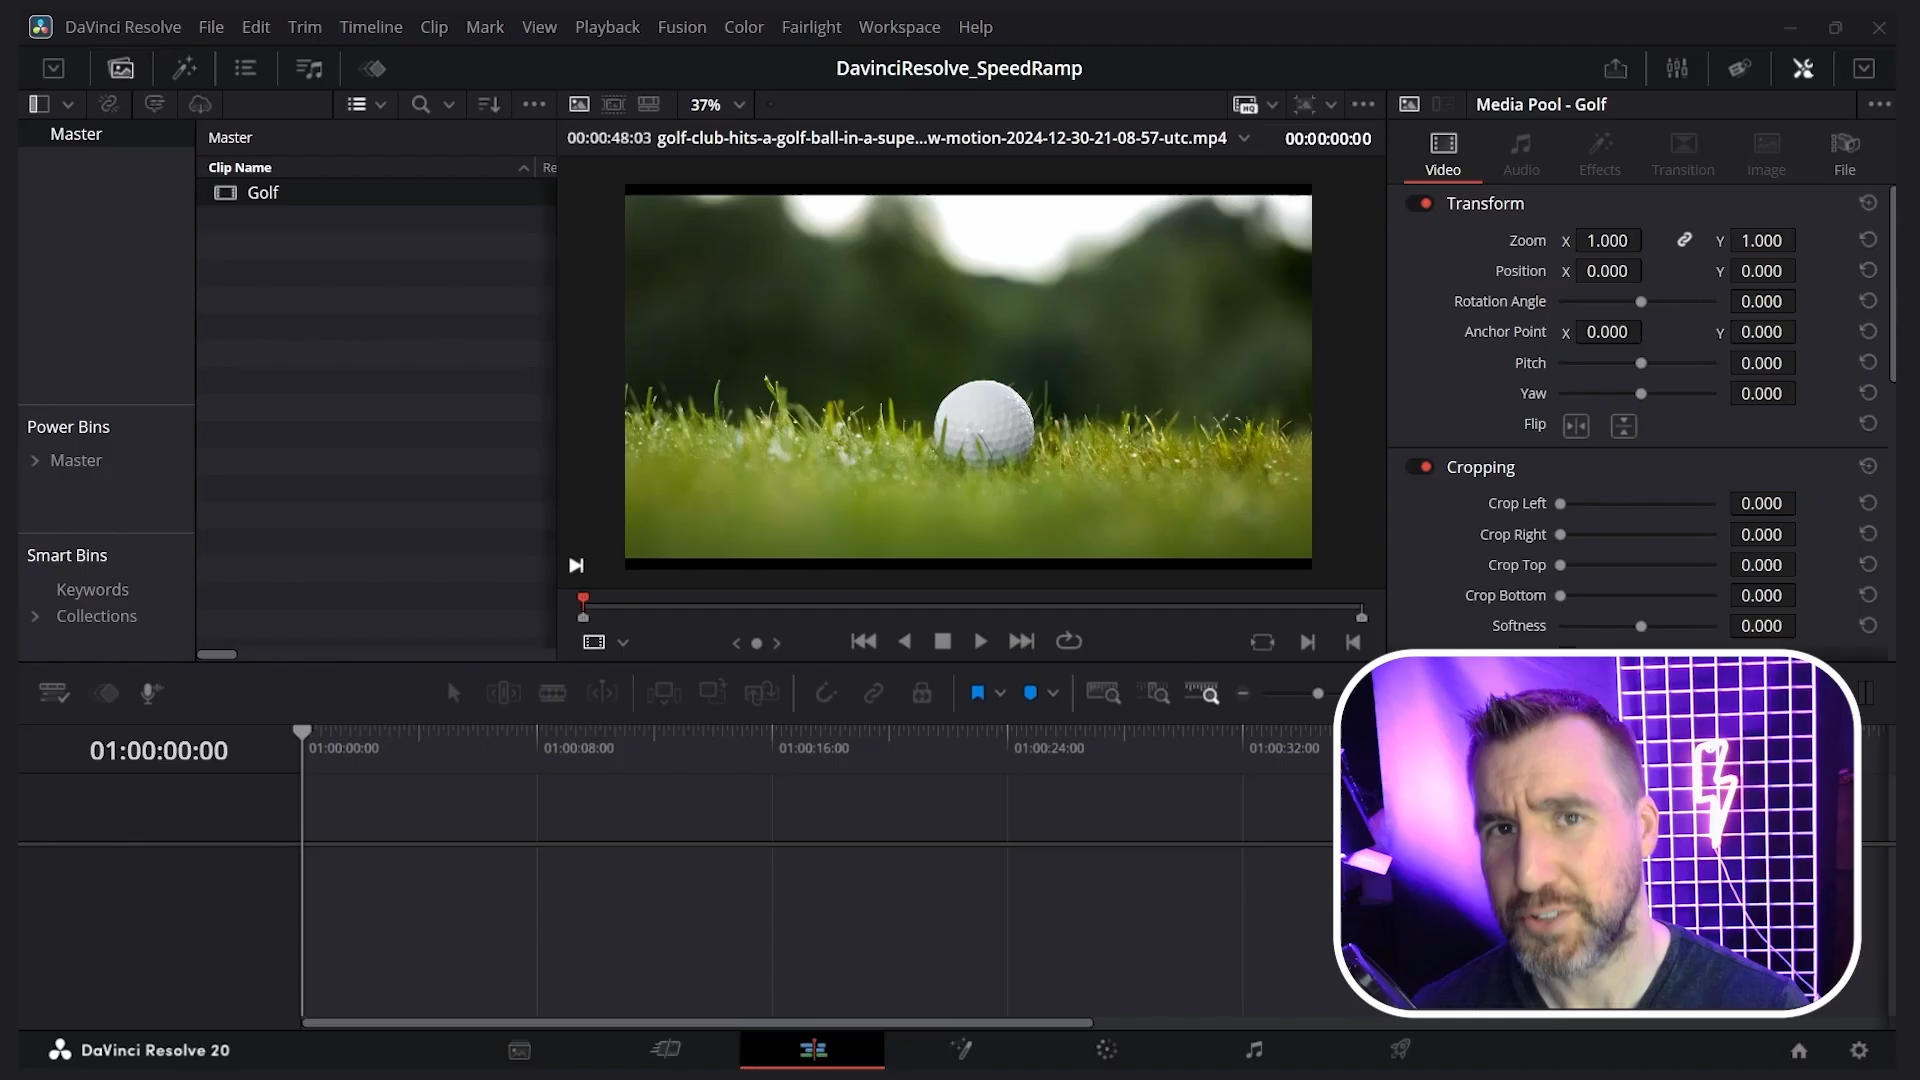 DaVinci Resolve File Edit Trim Timeline Clip Mark View Playback Fusion Color Fairlight Workspace Help
DavinciResolve_SpeedRamp
37%
Media Pool - Golf
Master
Master
00:00:48:03 golf-club-hits-a-golf-ball-in-a-supe...w-motion-2024-12-30-21-08-57-utc.mp4 00:00:00:00
Clip Name Re
Golf
Video Audio Effects Transition Image File
Transform
Zoom X 1.000 Y 1.000
Position X 0.000 Y 0.000
Rotation Angle 0.000
Anchor Point X 0.000 Y 0.000
Pitch 0.000
Yaw 0.000
Flip
Power Bins
Master
Cropping
Crop Left 0.000
Crop Right 0.000
Crop Top 0.000
Crop Bottom 0.000
Softness 0.000
Smart Bins
Keywords
Collections
01:00:00:00
01:00:00:00 01:00:08:00 01:00:16:00 01:00:24:00 01:00:32:00
DaVinci Resolve 20